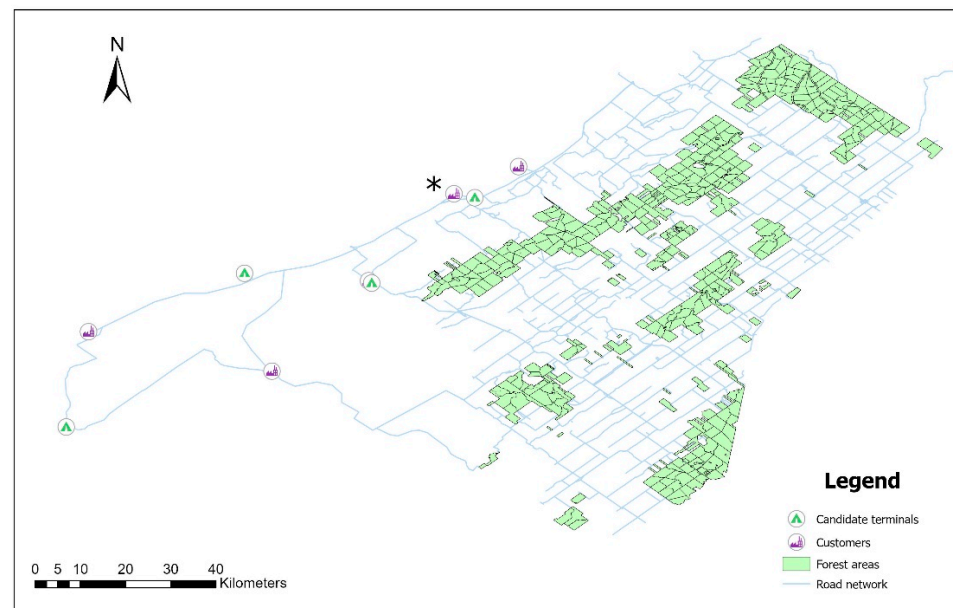 N
*
Legend
Candidate terminals
Customers
Forest areas
Road network
0 5 10 20 30 40 Kilometers